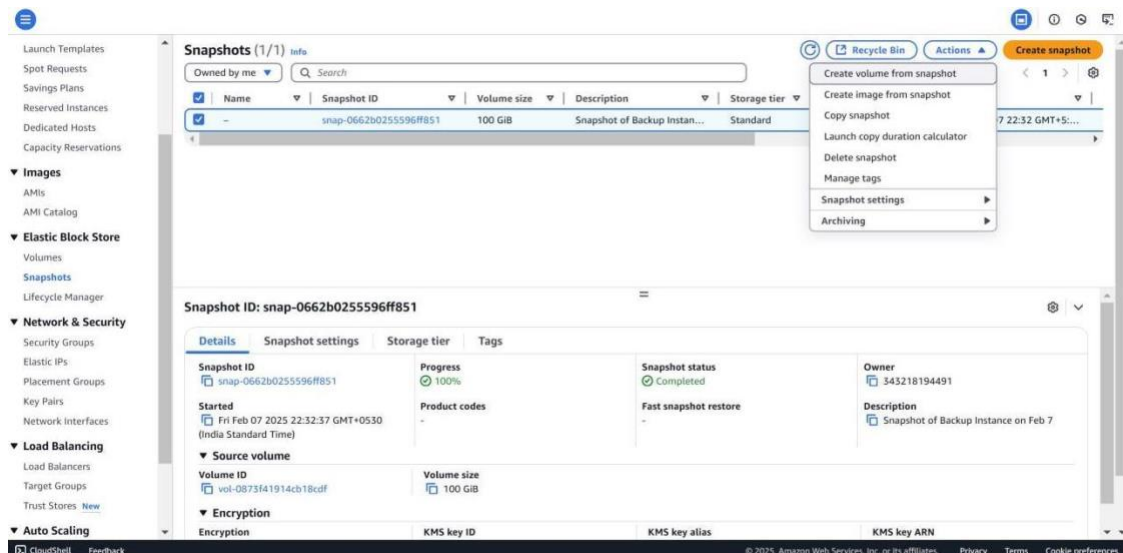 Launch Templates
Spot Requests
Savings Plans
Reserved Instances
Dedicated Hosts
Capacity Reservations
Images
AMIs
AMI Catalog
Elastic Block Store
Volumes
Snapshots
Lifecycle Manager
Network & Security
Security Groups
Elastic IPs
Placement Groups
Key Pairs
Network Interfaces
Load Balancing
Load Balancers
Target Groups
Trust Stores New
Auto Scaling
Snapshots (1/1) Info
Recycle Bin Actions Create snapshot
Owned by me Search 1
Name Snapshot ID Volume size Description Storage tier
- snap-0662b0255596ff851 100 GiB Snapshot of Backup Instan... Standard 7 22:32 GMT+5:...
Create volume from snapshot
Create image from snapshot
Copy snapshot
Launch copy duration calculator
Delete snapshot
Manage tags
Snapshot settings
Archiving
Snapshot ID: snap-0662b0255596ff851
Details Snapshot settings Storage tier Tags
Snapshot ID Progress Snapshot status Owner
snap-0662b0255596ff851 100% Completed 343218194491
Started Product codes Fast snapshot restore Description
Fri Feb 07 2025 22:32:37 GMT+0530 - - Snapshot of Backup Instance on Feb 7
(India Standard Time)
Source volume
Volume ID Volume size
vol-0873f41914cb18cdf 100 GiB
Encryption
Encryption KMS key ID KMS key alias KMS key ARN
CloudShell Feedback © 2025, Amazon Web Services, Inc. or its affiliates. Privacy Terms Cookie preferences